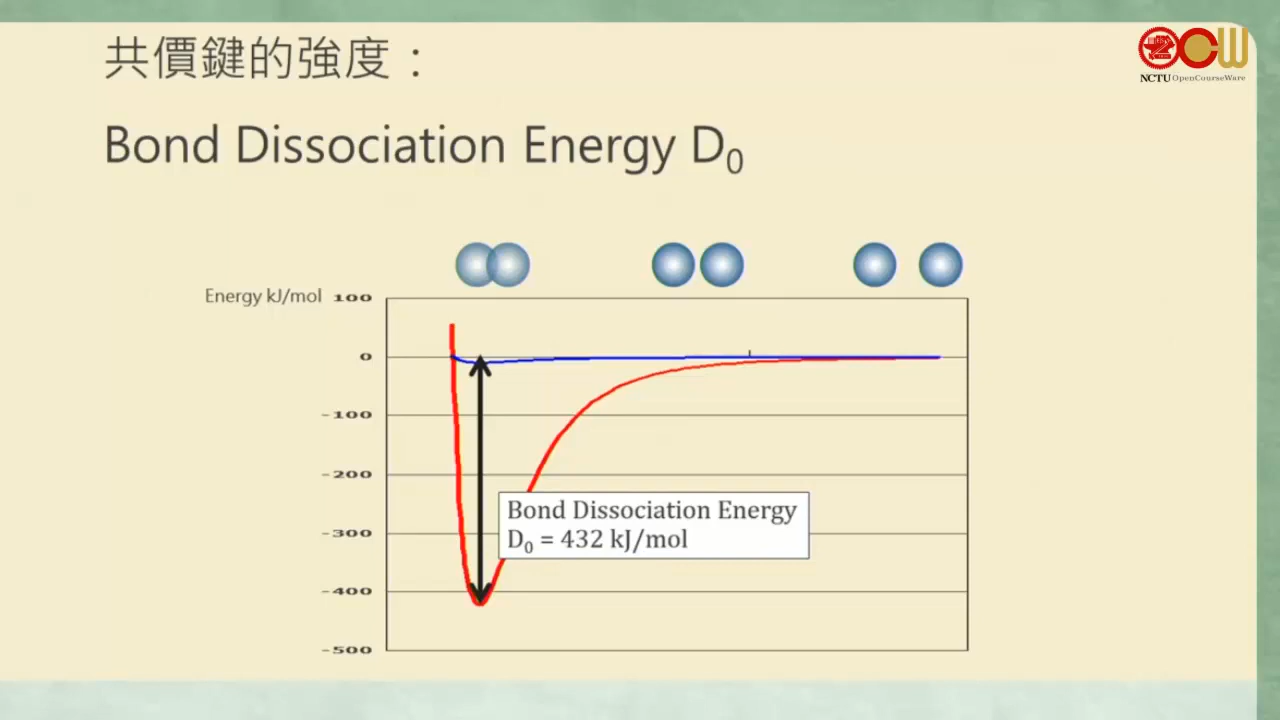 共價鍵的強度：
NCTU OpenCourseWare
Bond Dissociation Energy D₀
Energy kJ/mol
100
0
-100
-200
-300
-400
-500
Bond Dissociation Energy
D₀ = 432 kJ/mol